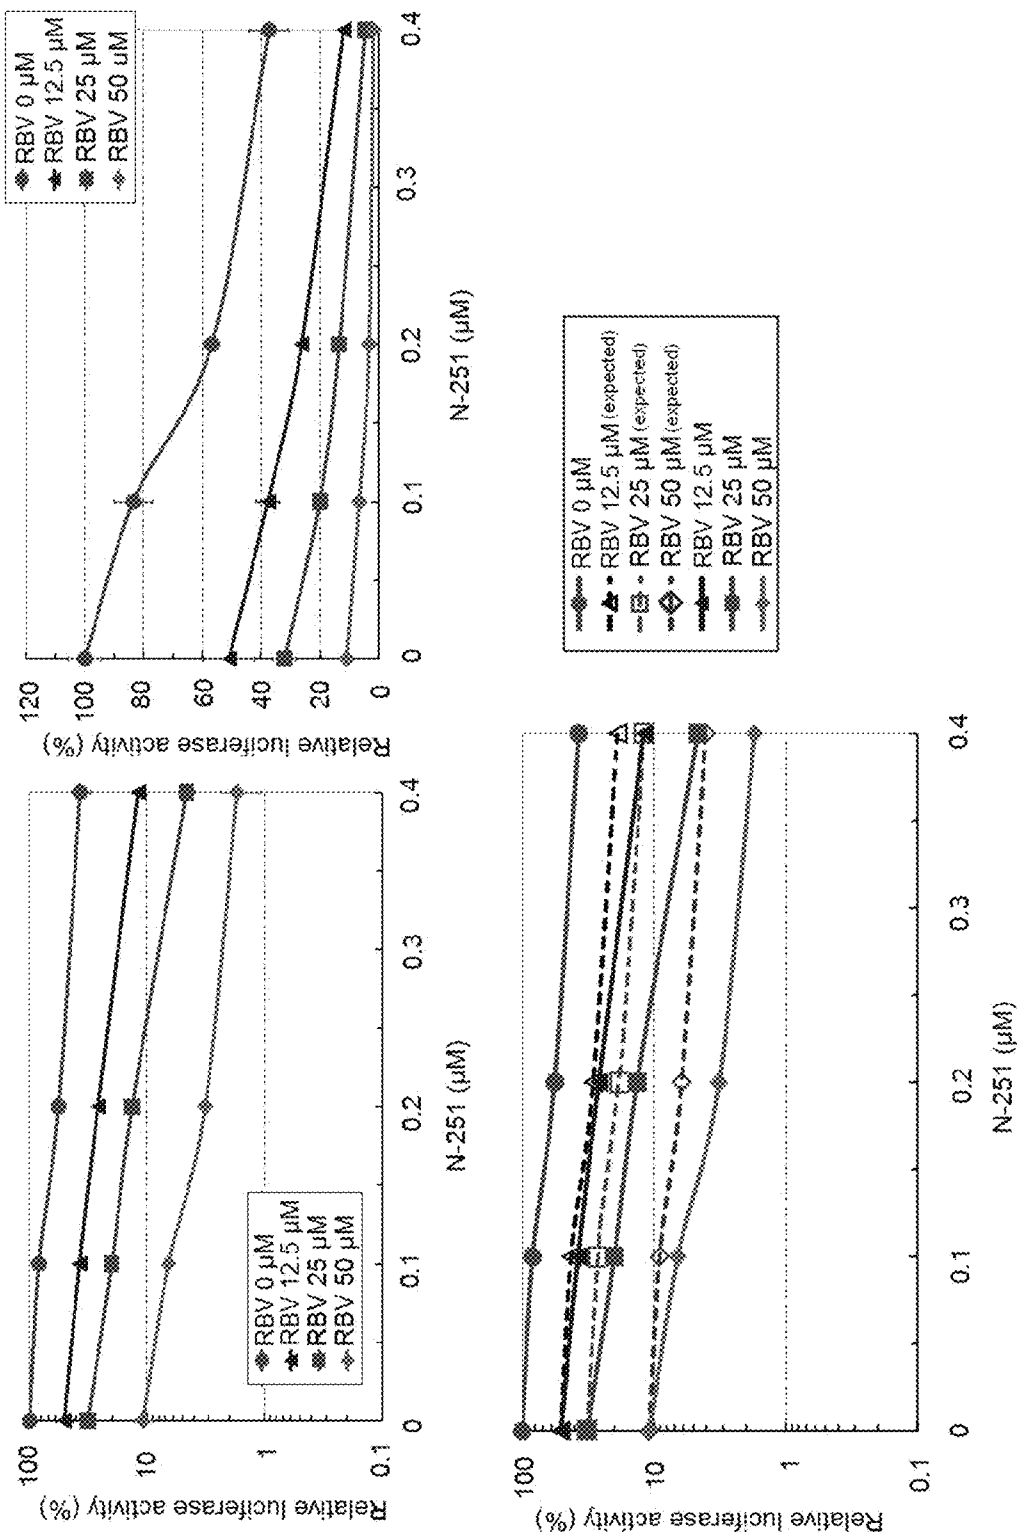 Relative luciferase activity (%)
100
10
1
0.1
0
0.1
0.2
0.3
0.4
N-251 (µM)
RBV 0 µM
RBV 12.5 µM
RBV 25 µM
RBV 50 µM
Relative luciferase activity (%)
120
100
80
60
40
20
0
0
0.1
0.2
0.3
0.4
N-251 (µM)
RBV 0 µM
RBV 12.5 µM
RBV 25 µM
RBV 50 uM
Relative luciferase activity (%)
100
10
1
0.1
0
0.1
0.2
0.3
0.4
N-251 (µM)
RBV 0 µM
RBV 12.5 µM (expected)
RBV 25 µM (expected)
RBV 50 µM (expected)
RBV 12.5 µM
RBV 25 µM
RBV 50 µM